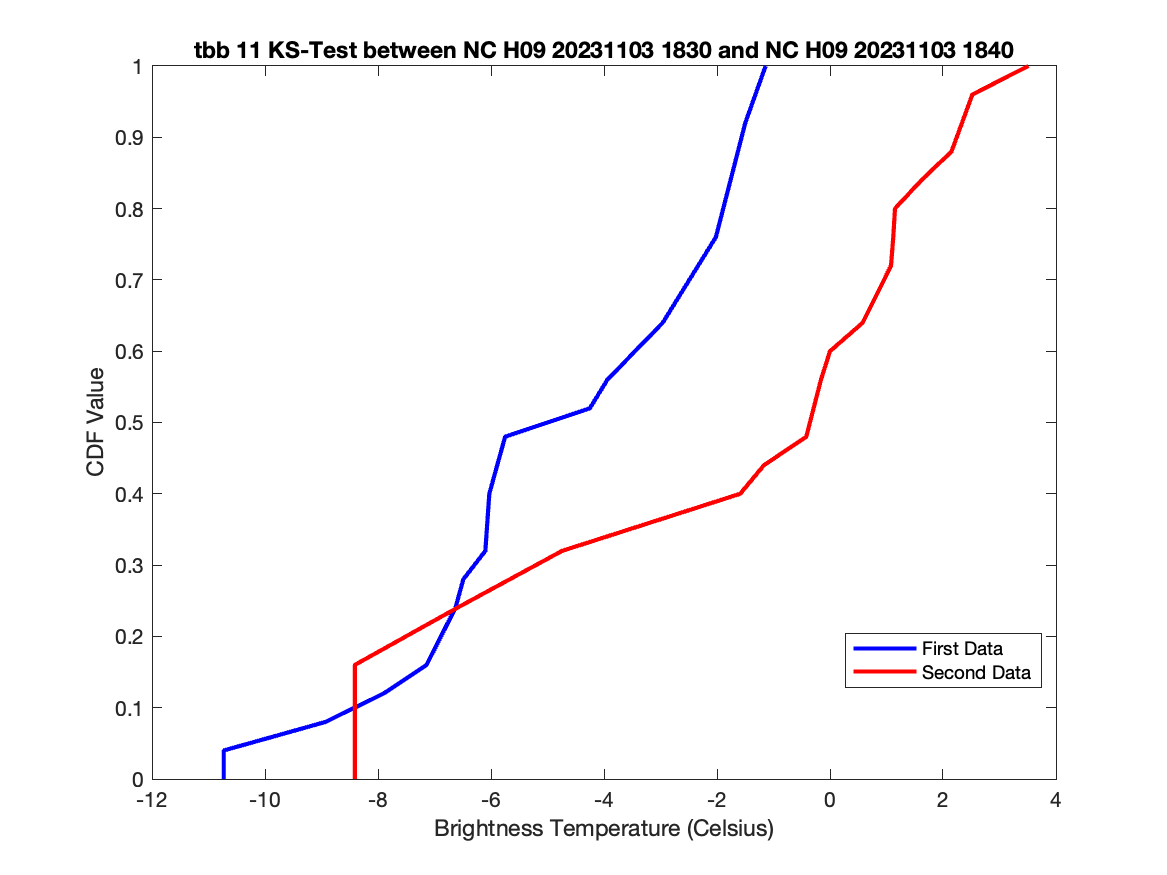 tbb 11 KS-Test between NC H09 20231103 1830 and NC H09 20231103 1840
1
0.9
0.8
0.7
0.6
0.5
0.4
0.3
0.2
0.1
0
CDF Value
First Data
Second Data
-12 -10 -8 -6 -4 -2 0 2 4
Brightness Temperature (Celsius)